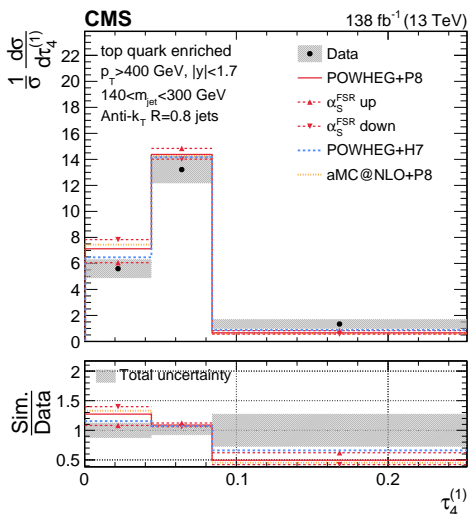 CMS 138 fb⁻¹ (13 TeV)
1/σ dσ/dτ₄⁽¹⁾
top quark enriched
p_T>400 GeV, |y|<1.7
140<m_jet<300 GeV
Anti-k_T R=0.8 jets
Data
POWHEG+P8
α_S^FSR up
α_S^FSR down
POWHEG+H7
aMC@NLO+P8
22
20
18
16
14
12
10
8
6
4
2
0
Sim./Data
Total uncertainty
2
1.5
1
0.5
0 0.1 0.2
τ₄⁽¹⁾